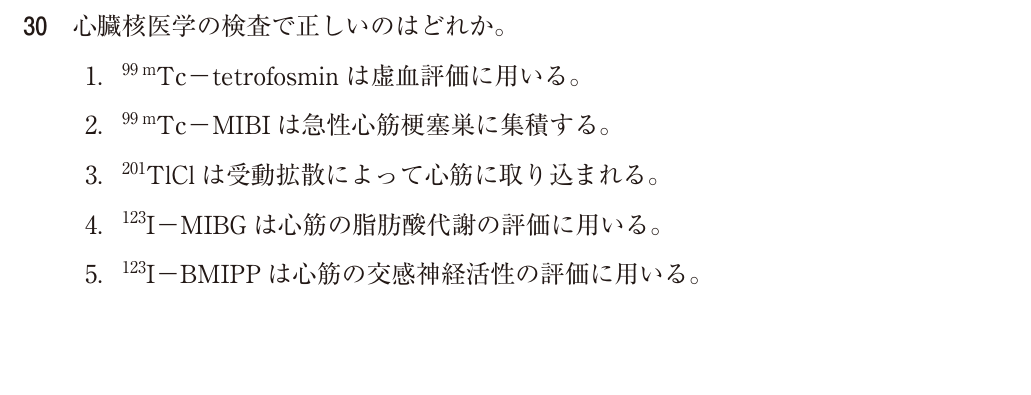 30 心臓核医学の検査で正しいのはどれか。
1. ⁹⁹ᵐTc－tetrofosmin は虚血評価に用いる。
2. ⁹⁹ᵐTc－MIBI は急性心筋梗塞巣に集積する。
3. ²⁰¹TlCl は受動拡散によって心筋に取り込まれる。
4. ¹²³I－MIBG は心筋の脂肪酸代謝の評価に用いる。
5. ¹²³I－BMIPP は心筋の交感神経活性の評価に用いる。